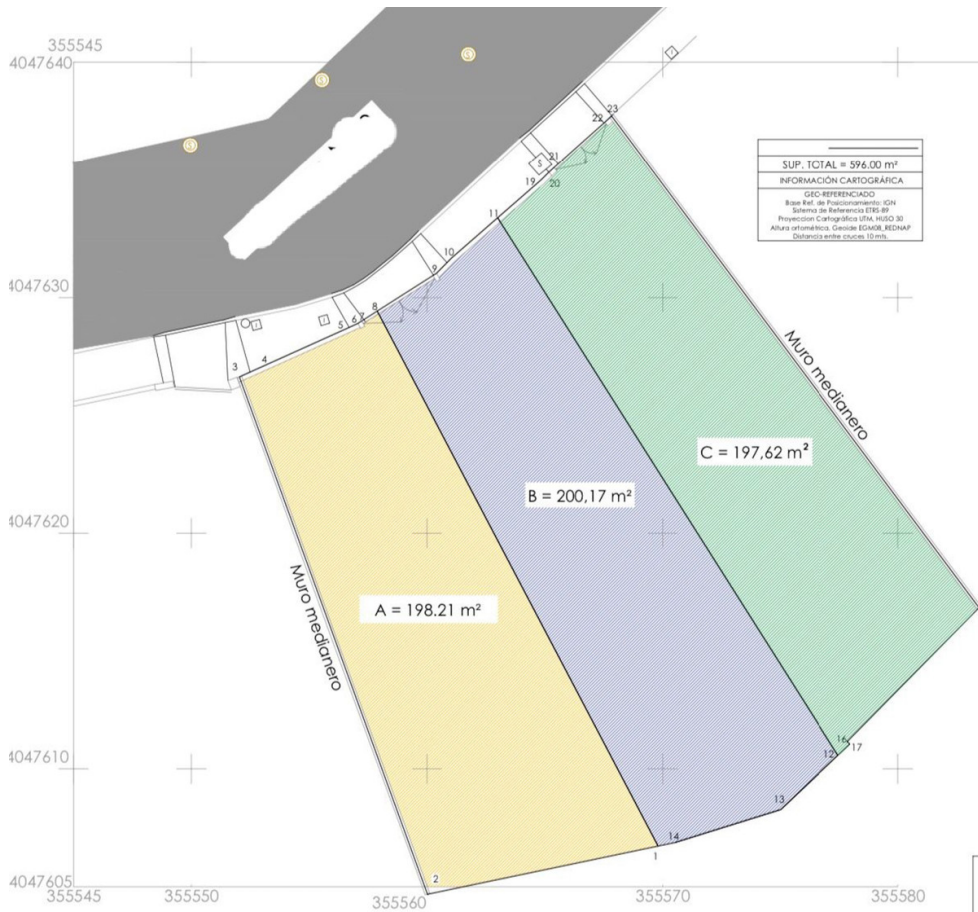 355545
4047640
23
22
21
19
20
11
SUP. TOTAL = 596.00 m²
INFORMACIÓN CARTOGRÁFICA
GEO-REFERENCIADO
Base Ref. de Posicionamiento: IGN
Sistema de Referencia ETRS-89
Proyeccion Cartográfica UTM, HUSO 30
Altura ortométrica, Geoide EGM08_REDNAP
Distancia entre cruces 10 mts.
S
4047630
10
9
8
7
6
5
4
3
Muro medianero
C = 197,62 m²
B = 200,17 m²
4047620
Muro medianero
A = 198.21 m²
4047610
16
17
12
13
14
1
2
4047605
355545
355550
355560
355570
355580